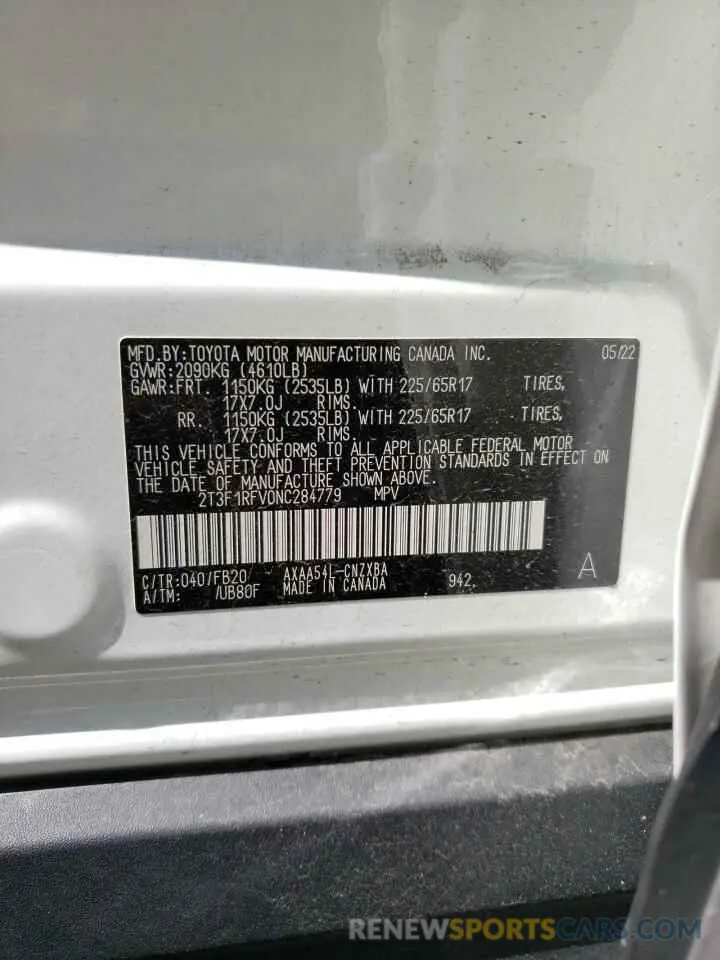 MFD.BY:TOYOTA MOTOR MANUFACTURING CANADA INC. 05/22
GVWR:2090KG (4610LB)
GAWR:FRT. 1150KG (2535LB) WITH 225/65R17 TIRES,
17X7.0J RIMS.
RR. 1150KG (2535LB) WITH 225/65R17 TIRES,
17X7.0J RIMS.
THIS VEHICLE CONFORMS TO ALL APPLICABLE FEDERAL MOTOR
VEHICLE SAFETY AND THEFT PREVENTION STANDARDS IN EFFECT ON
THE DATE OF MANUFACTURE SHOWN ABOVE.
2T3F1RFV0NC284779 MPV
C/TR:040/FB20 AXAA54L-CNZXBA A
A/TM: /UB80F MADE IN CANADA 942
RENEWSPORTSCAR.COM